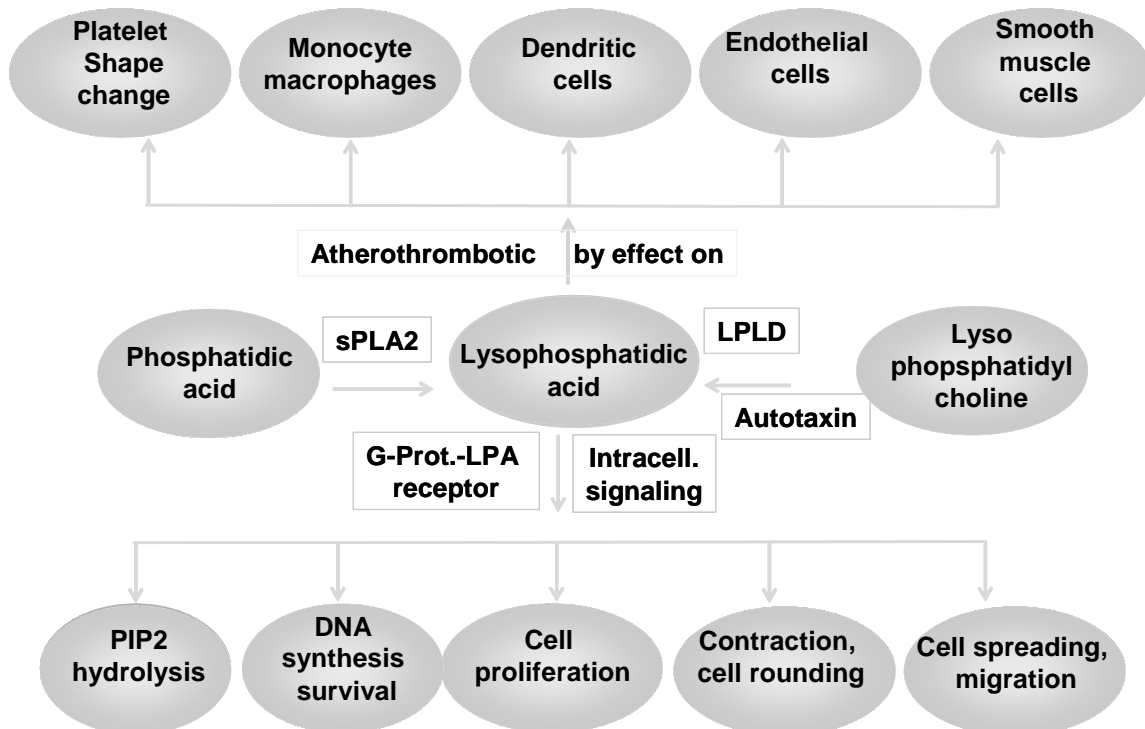 Platelet
Shape
change
Monocyte
macrophages
Dendritic
cells
Endothelial
cells
Smooth
muscle
cells
Atherothrombotic by effect on
Phosphatidic
acid
sPLA2
Lysophosphatidic
acid
LPLD
Autotaxin
Lyso
phopsphatidyl
choline
G-Prot.-LPA
receptor
Intracell.
signaling
PIP2
hydrolysis
DNA
synthesis
survival
Cell
proliferation
Contraction,
cell rounding
Cell spreading,
migration